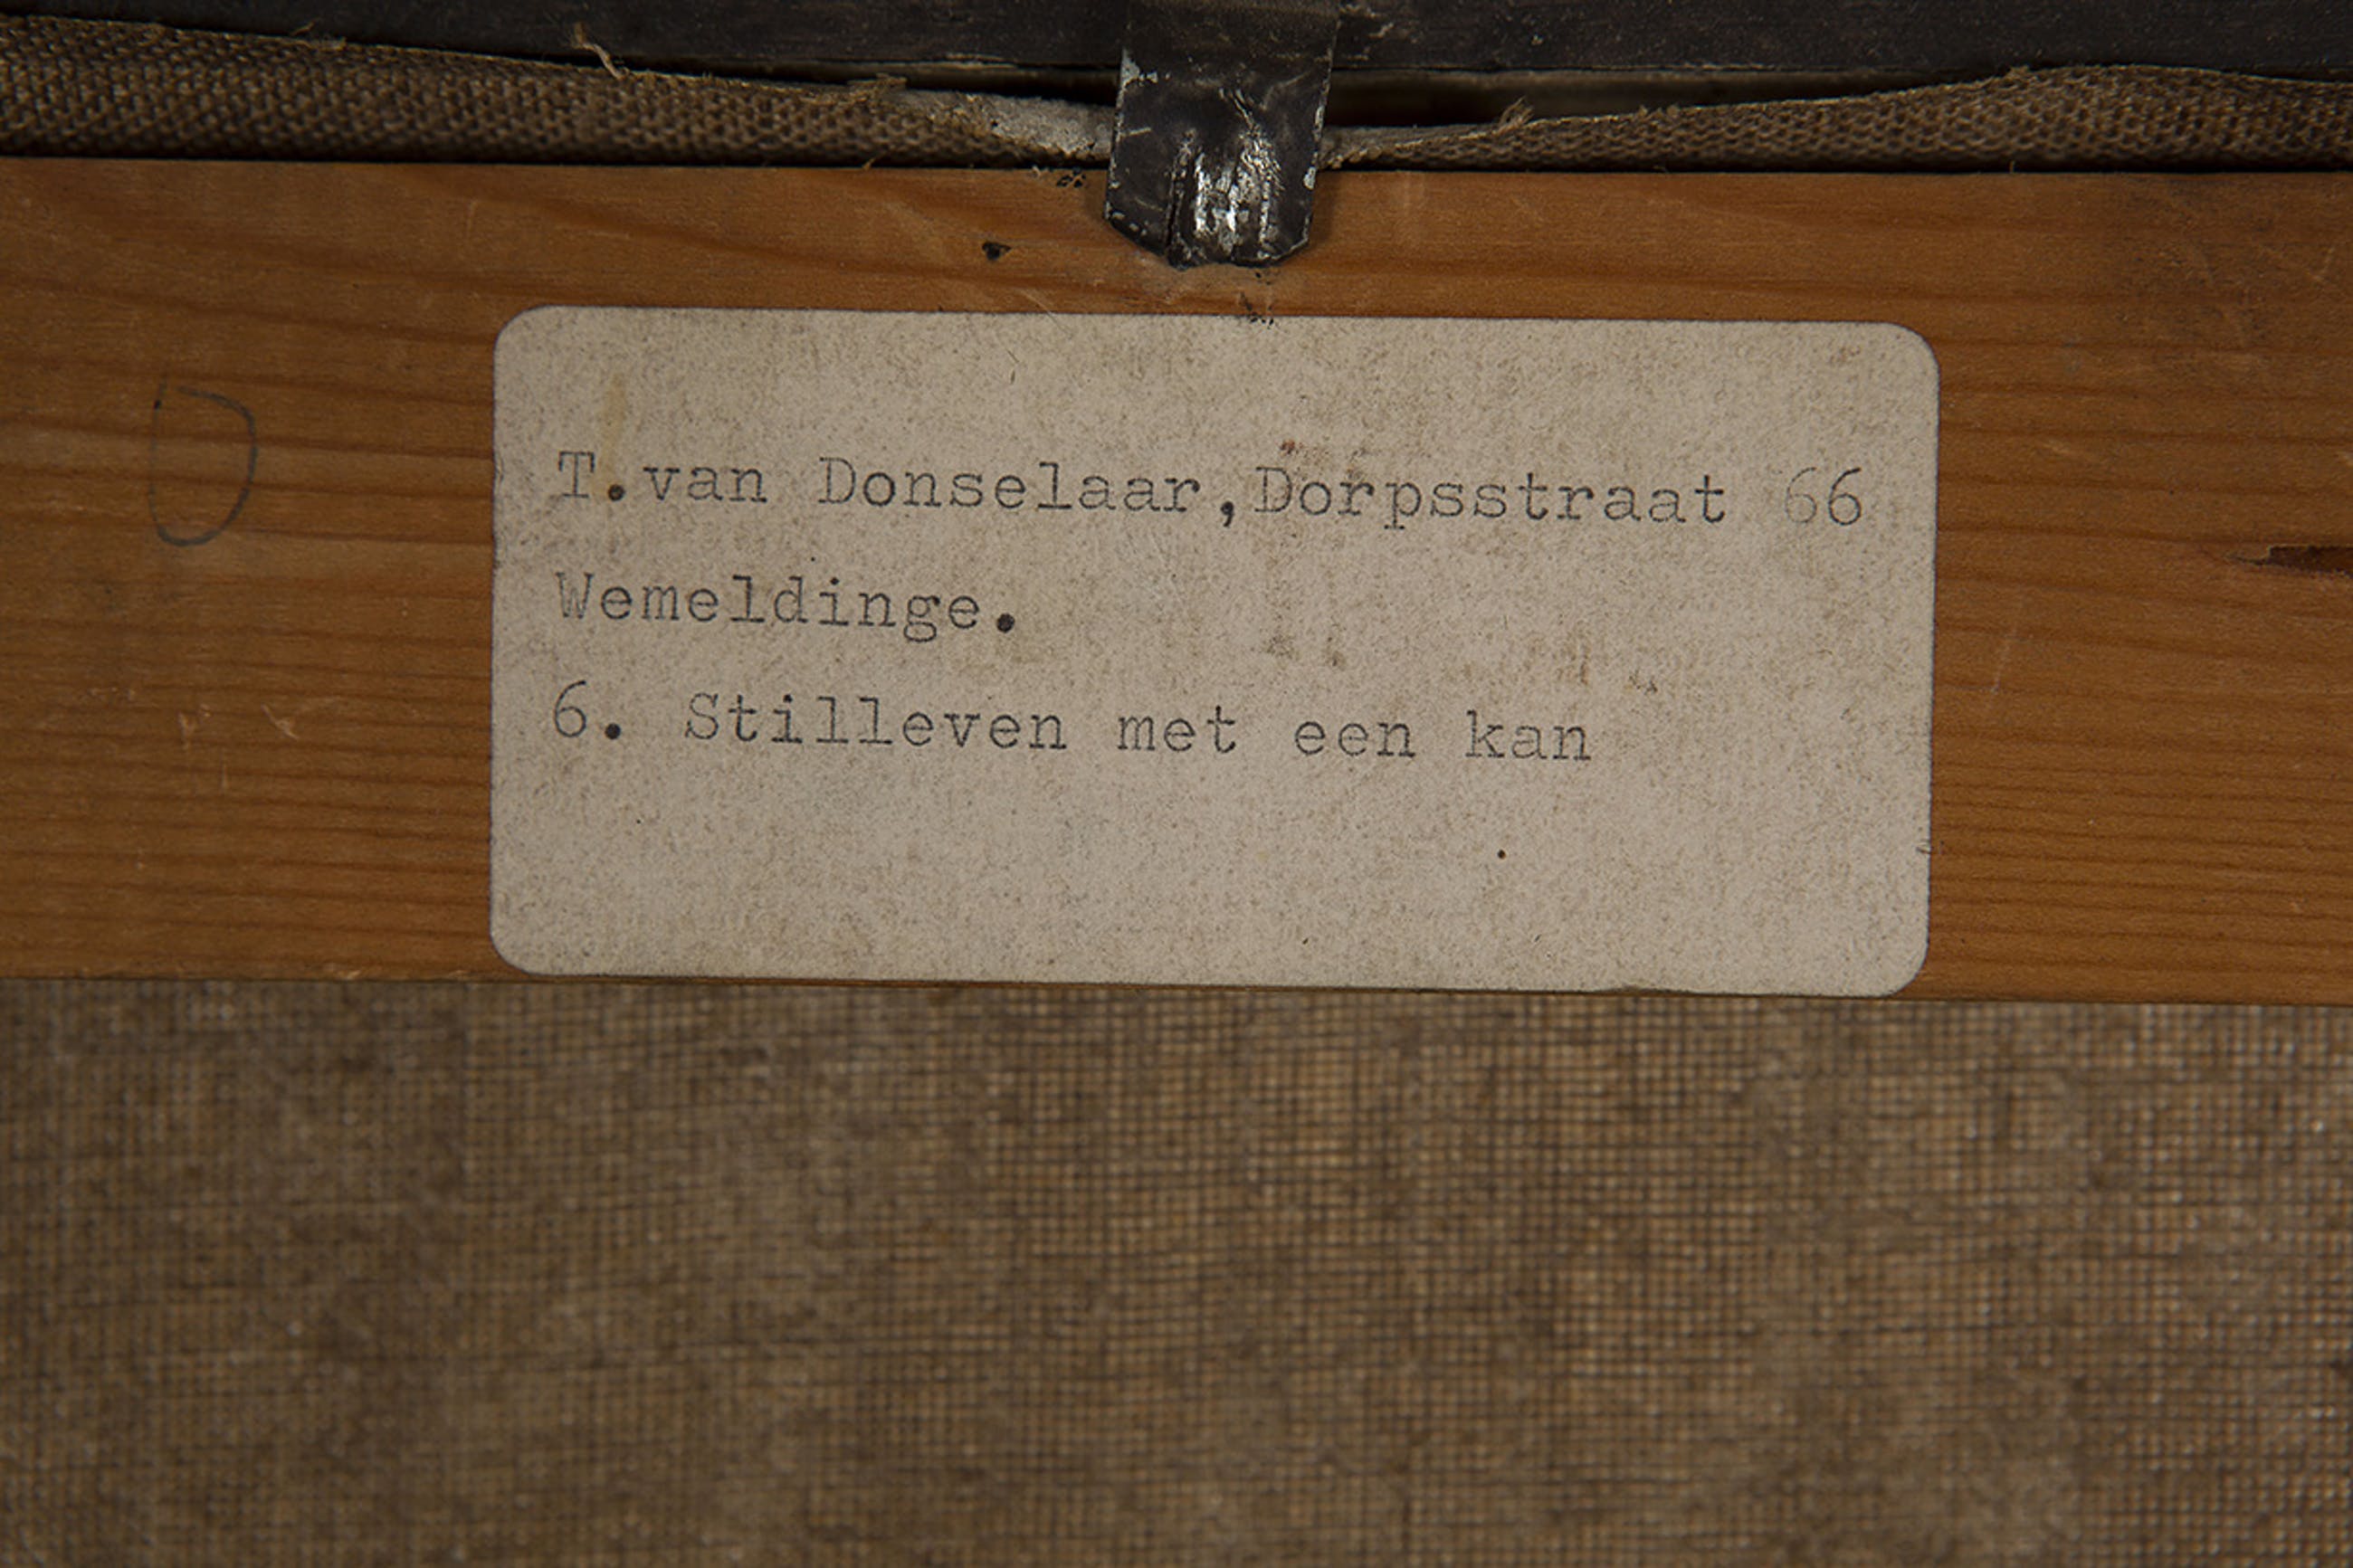 T.van Donselaar,Dorpsstraat 66
Wemeldinge.
6. Stilleven met een kan